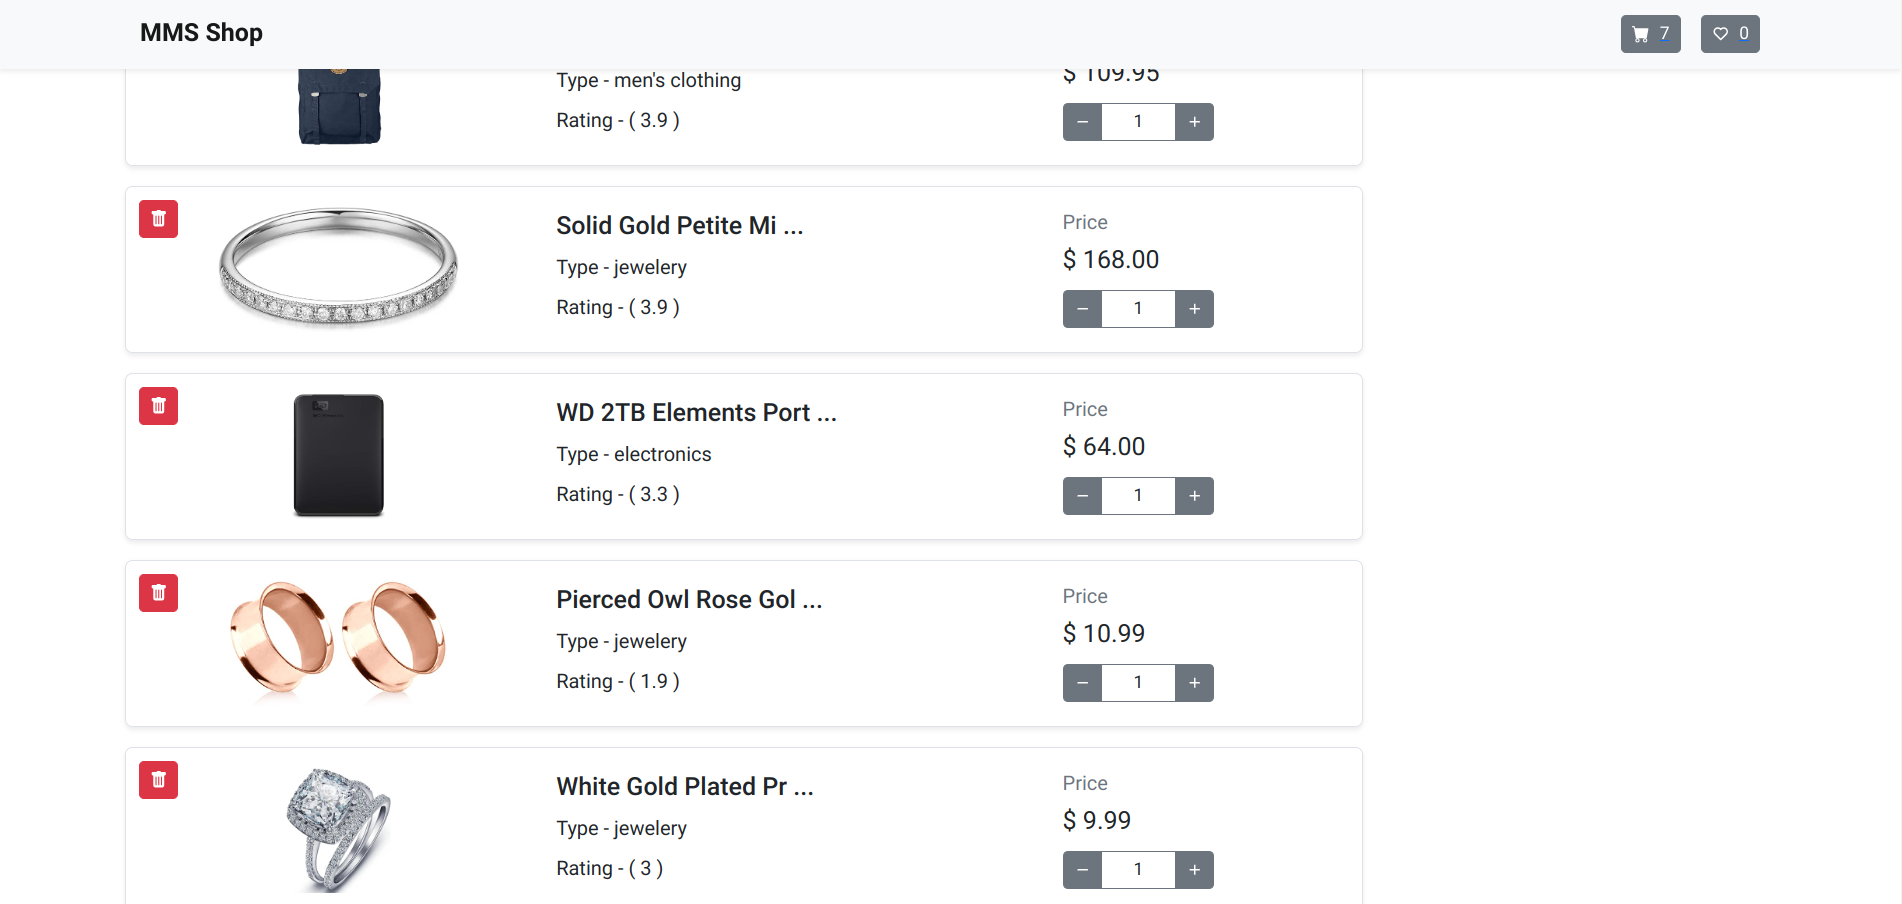 MMS Shop
7
0
Type - men's clothing
$ 109.95
Rating - ( 3.9 )
− 1 +
Solid Gold Petite Mi ...
Price
Type - jewelery
$ 168.00
Rating - ( 3.9 )
− 1 +
WD 2TB Elements Port ...
Price
Type - electronics
$ 64.00
Rating - ( 3.3 )
− 1 +
Pierced Owl Rose Gol ...
Price
Type - jewelery
$ 10.99
Rating - ( 1.9 )
− 1 +
White Gold Plated Pr ...
Price
Type - jewelery
$ 9.99
Rating - ( 3 )
− 1 +